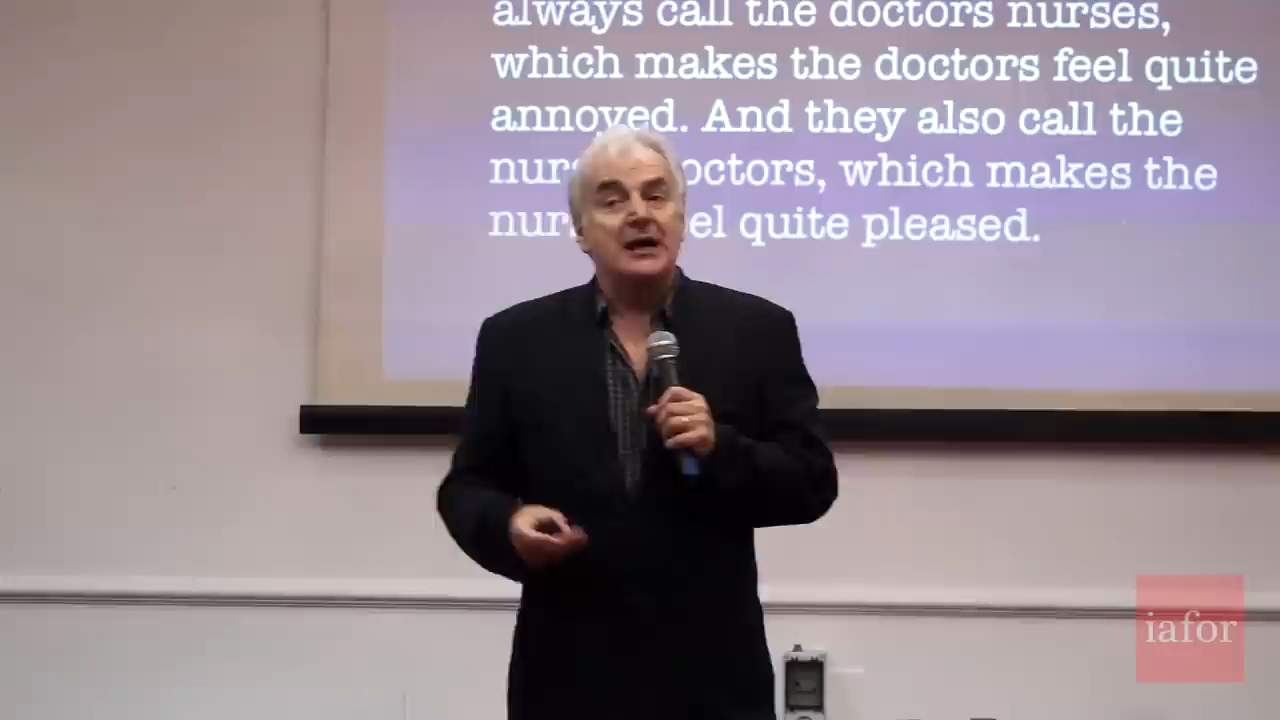 always call the doctors nurses,
which makes the doctors feel quite
annoyed. And they also call the
doctors, which makes the
quite pleased.
iafor